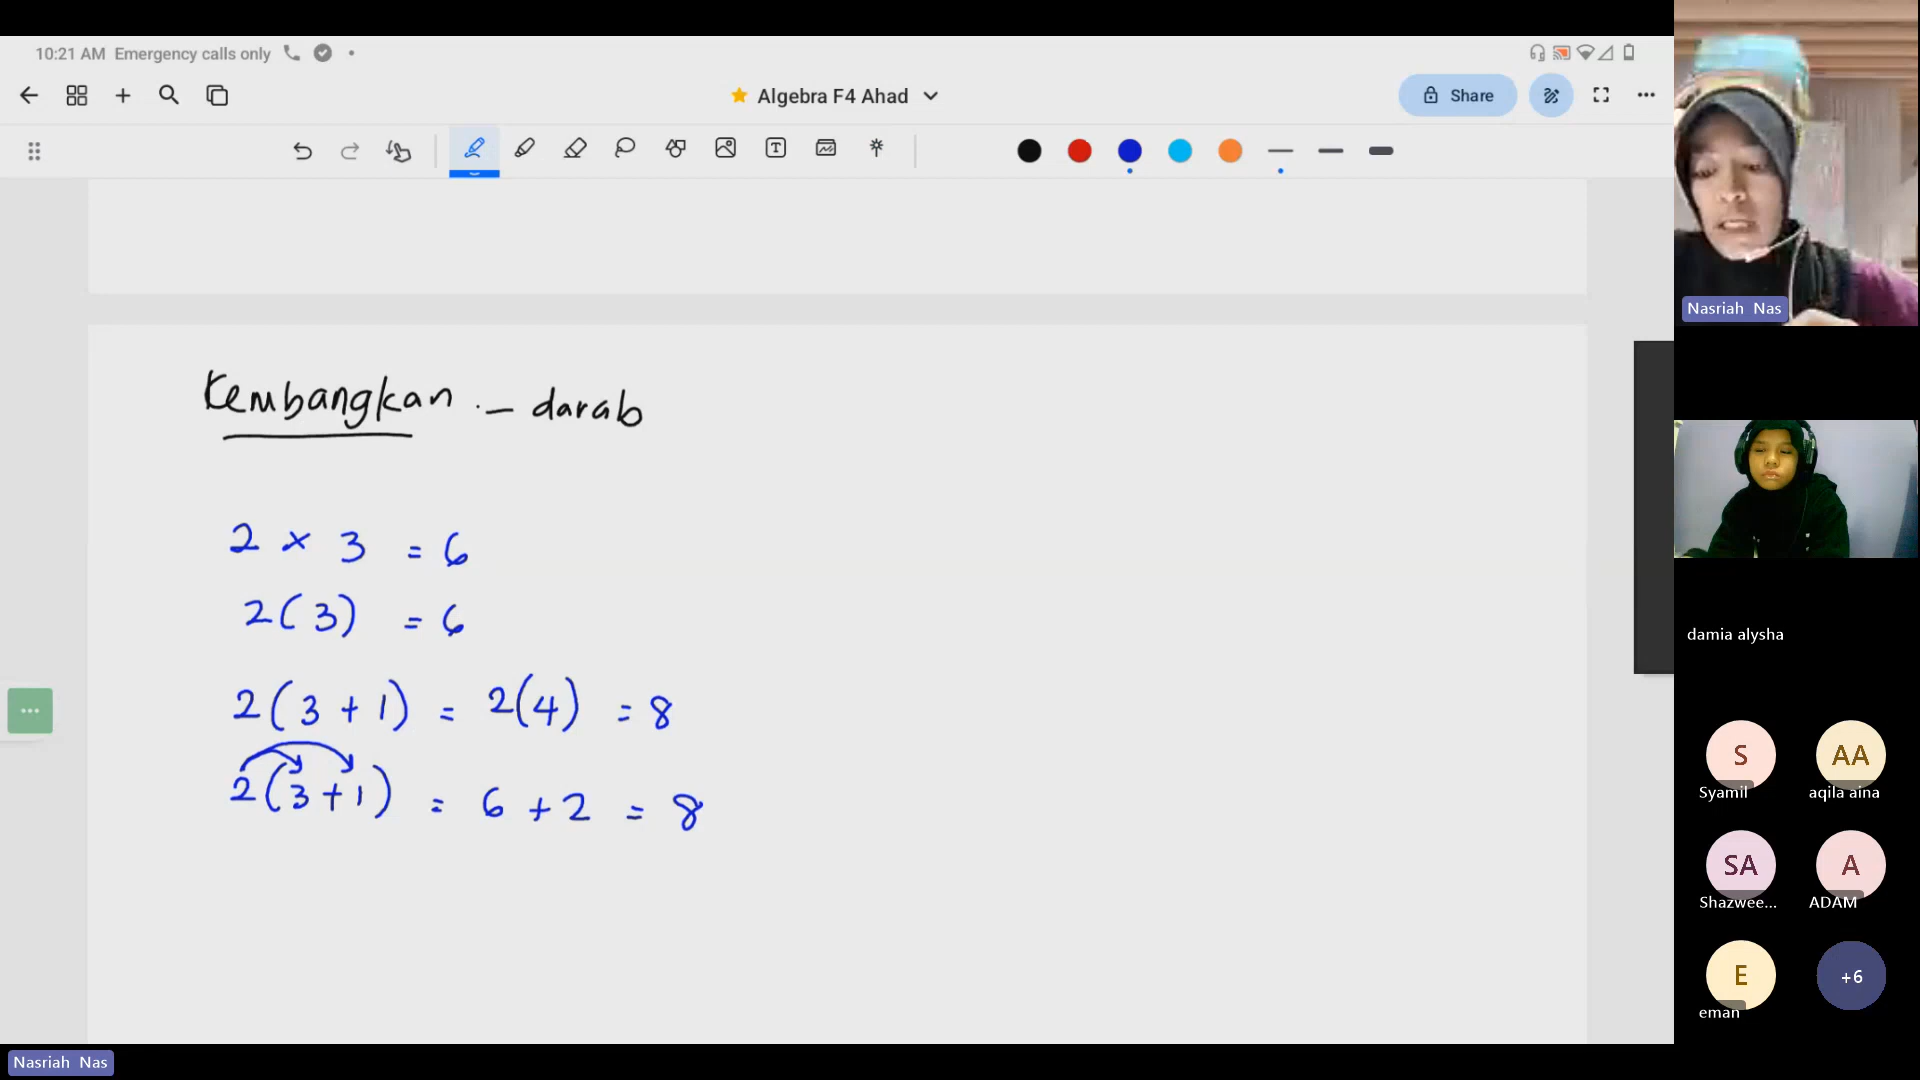 10:21 AM Emergency calls only
Algebra F4 Ahad
Share
Kembangkan - darab
2 × 3 = 6
2(3) = 6
2(3+1) = 2(4) = 8
2(3+1) = 6 + 2 = 8
Nasriah Nas
damia alysha
S
Syamil
AA
aqila aina
SA
Shazwee...
A
ADAM
E
eman
+6
Nasriah Nas